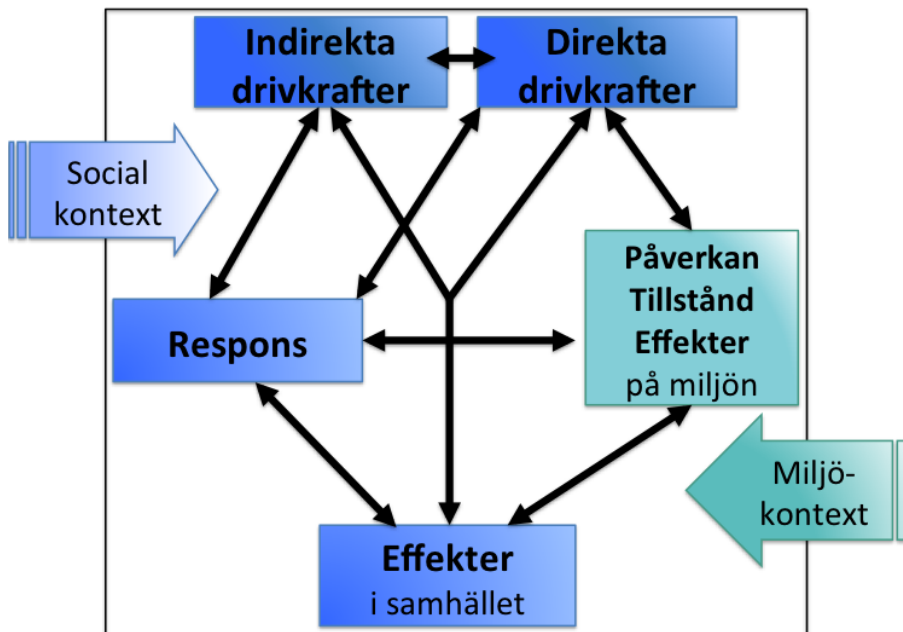 Indirekta
drivkrafter
Direkta
drivkrafter
Social
kontext
Påverkan
Tillstånd
Effekter
på miljön
Respons
Miljö-
kontext
Effekter
i samhället